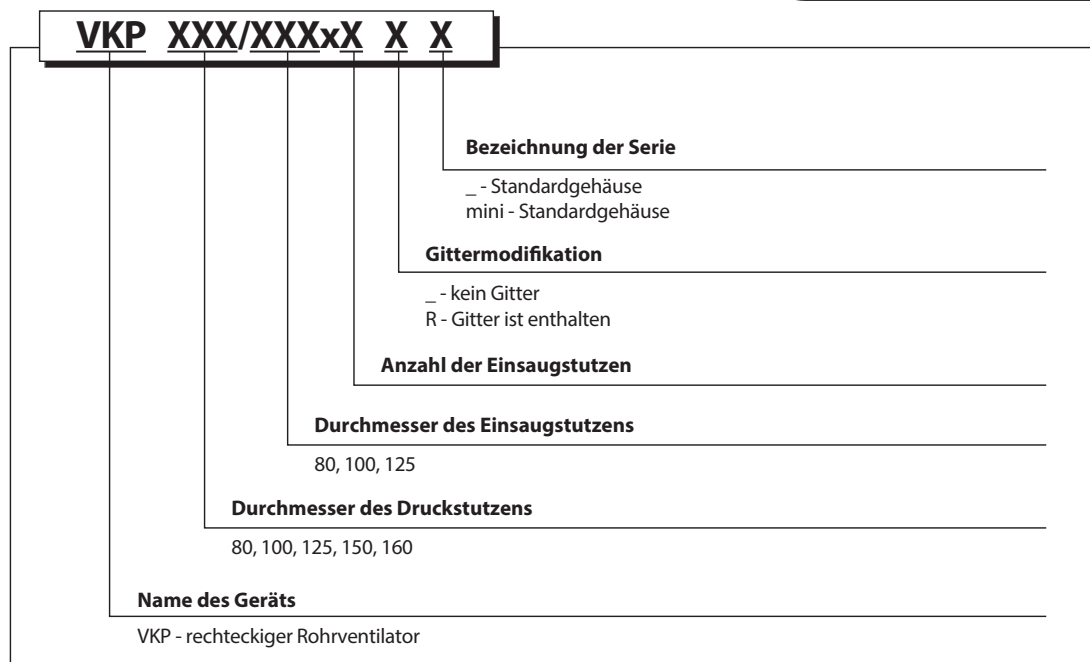 VKP XXX/XXXxX X X
Bezeichnung der Serie
_ - Standardgehäuse
mini - Standardgehäuse
Gittermodifikation
_ - kein Gitter
R - Gitter ist enthalten
Anzahl der Einsaugstutzen
Durchmesser des Einsaugstutzens
80, 100, 125
Durchmesser des Druckstutzens
80, 100, 125, 150, 160
Name des Geräts
VKP - rechteckiger Rohrventilator